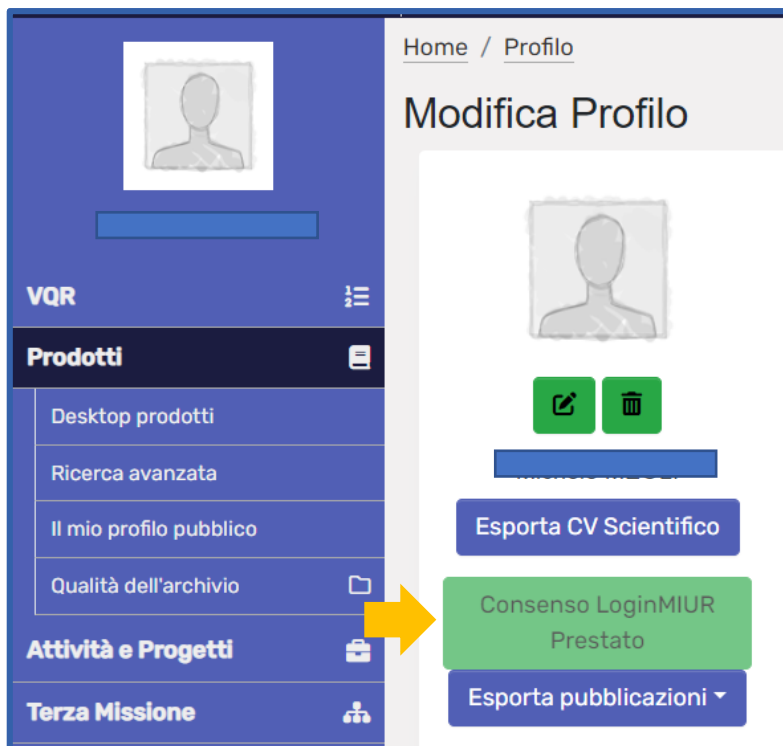 Home / Profilo
Modifica Profilo
VQR
Prodotti
Desktop prodotti
Ricerca avanzata
Il mio profilo pubblico
Qualità dell'archivio
Attività e Progetti
Terza Missione
Esporta CV Scientifico
Consenso LoginMIUR
Prestato
Esporta pubblicazioni